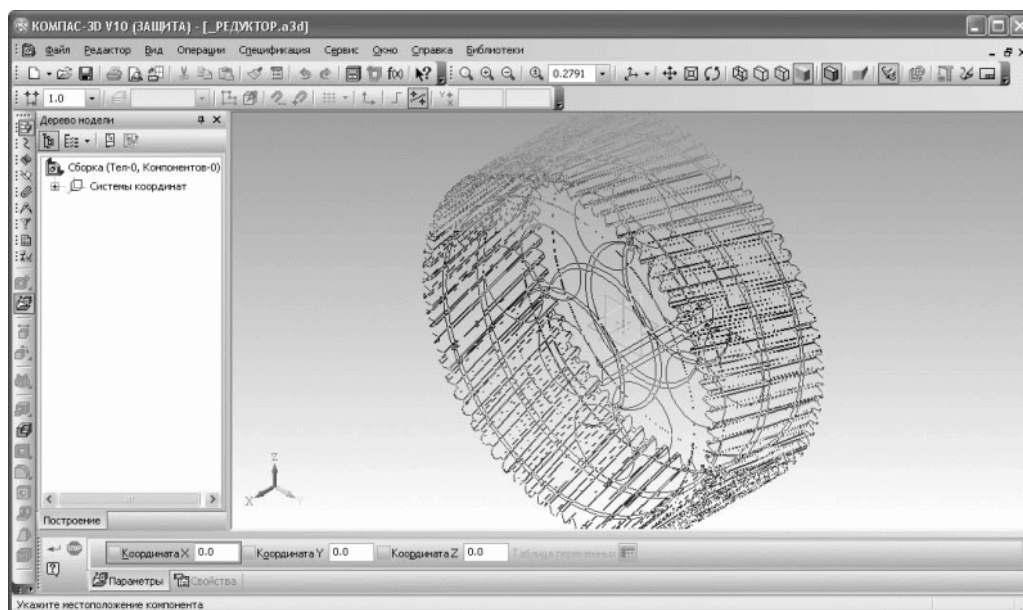 КОМПАС-3D V10 (ЗАЩИТА) - [_РЕДУКТОР.a3d]
Файл Редактор Вид Операции Спецификация Сервис Окно Справка Библиотеки
f(x) 0.2791
1.0
Дерево модели
Сборка (Тел-0, Компонентов-0)
Системы координат
Построение
Z
X
Y
Координата X 0.0 Координата Y 0.0 Координата Z 0.0 Таблица переменных
Параметры Свойства
Укажите местоположение компонента